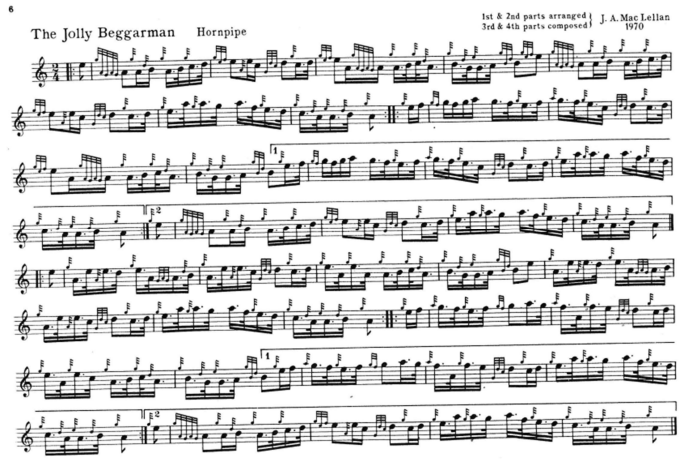 6
The Jolly Beggarman Hornpipe
1st & 2nd parts arranged
3rd & 4th parts composed
J. A. Mac Lellan
1970
2
4
1
2
1
2